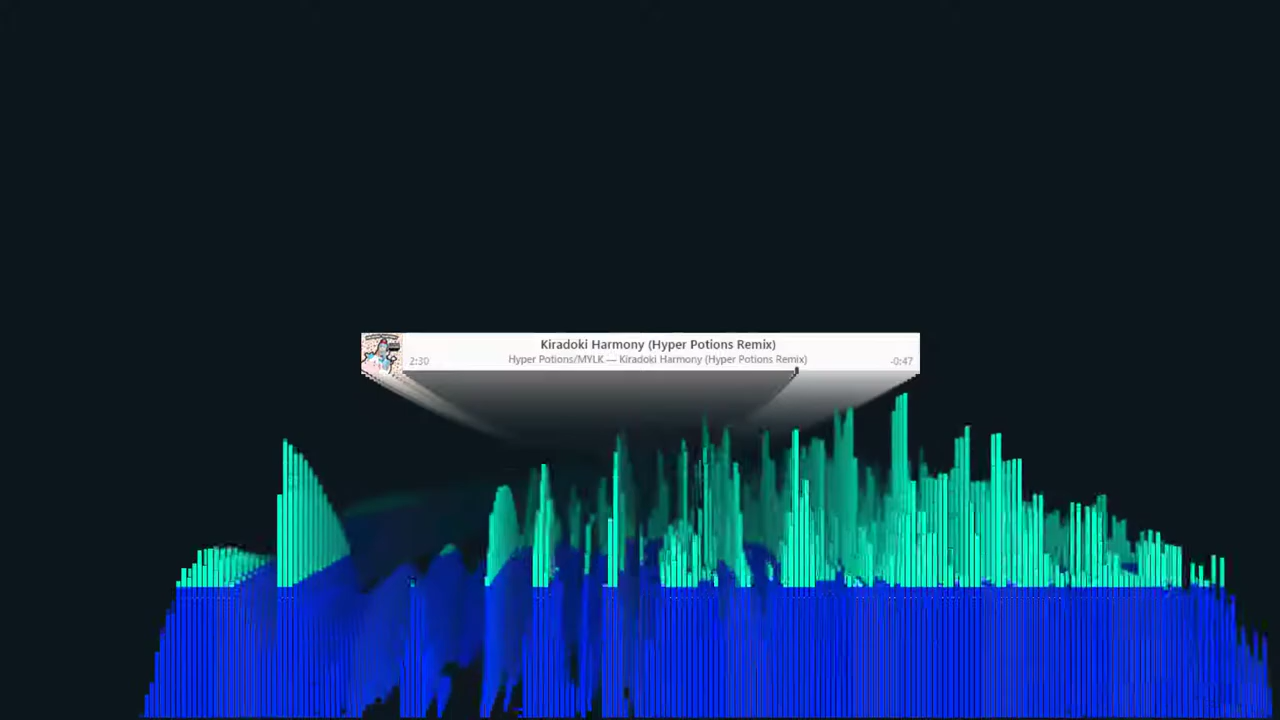 Kiradoki Harmony (Hyper Potions Remix)
2:30
Hyper Potions/MYLK — Kiradoki Harmony (Hyper Potions Remix)
-0:47